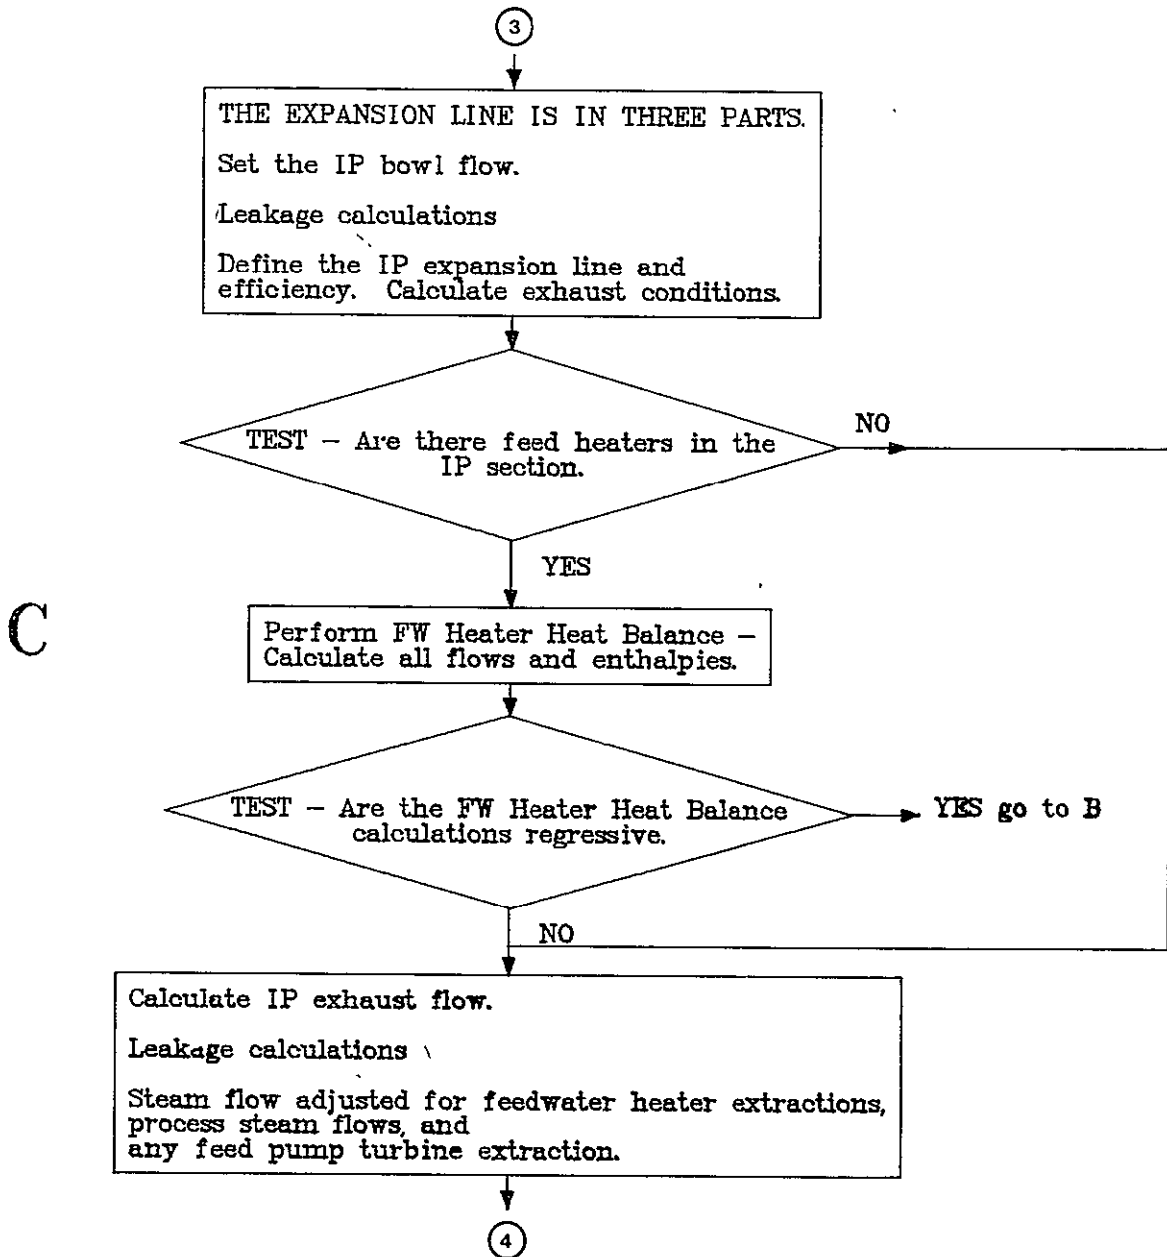 3
THE EXPANSION LINE IS IN THREE PARTS.
Set the IP bowl flow.
Leakage calculations
Define the IP expansion line and
efficiency. Calculate exhaust conditions.
TEST – Are there feed heaters in the
IP section.
NO
YES
C
Perform FW Heater Heat Balance –
Calculate all flows and enthalpies.
TEST – Are the FW Heater Heat Balance
calculations regressive.
YES go to B
NO
Calculate IP exhaust flow.
Leakage calculations
Steam flow adjusted for feedwater heater extractions,
process steam flows, and
any feed pump turbine extraction.
4